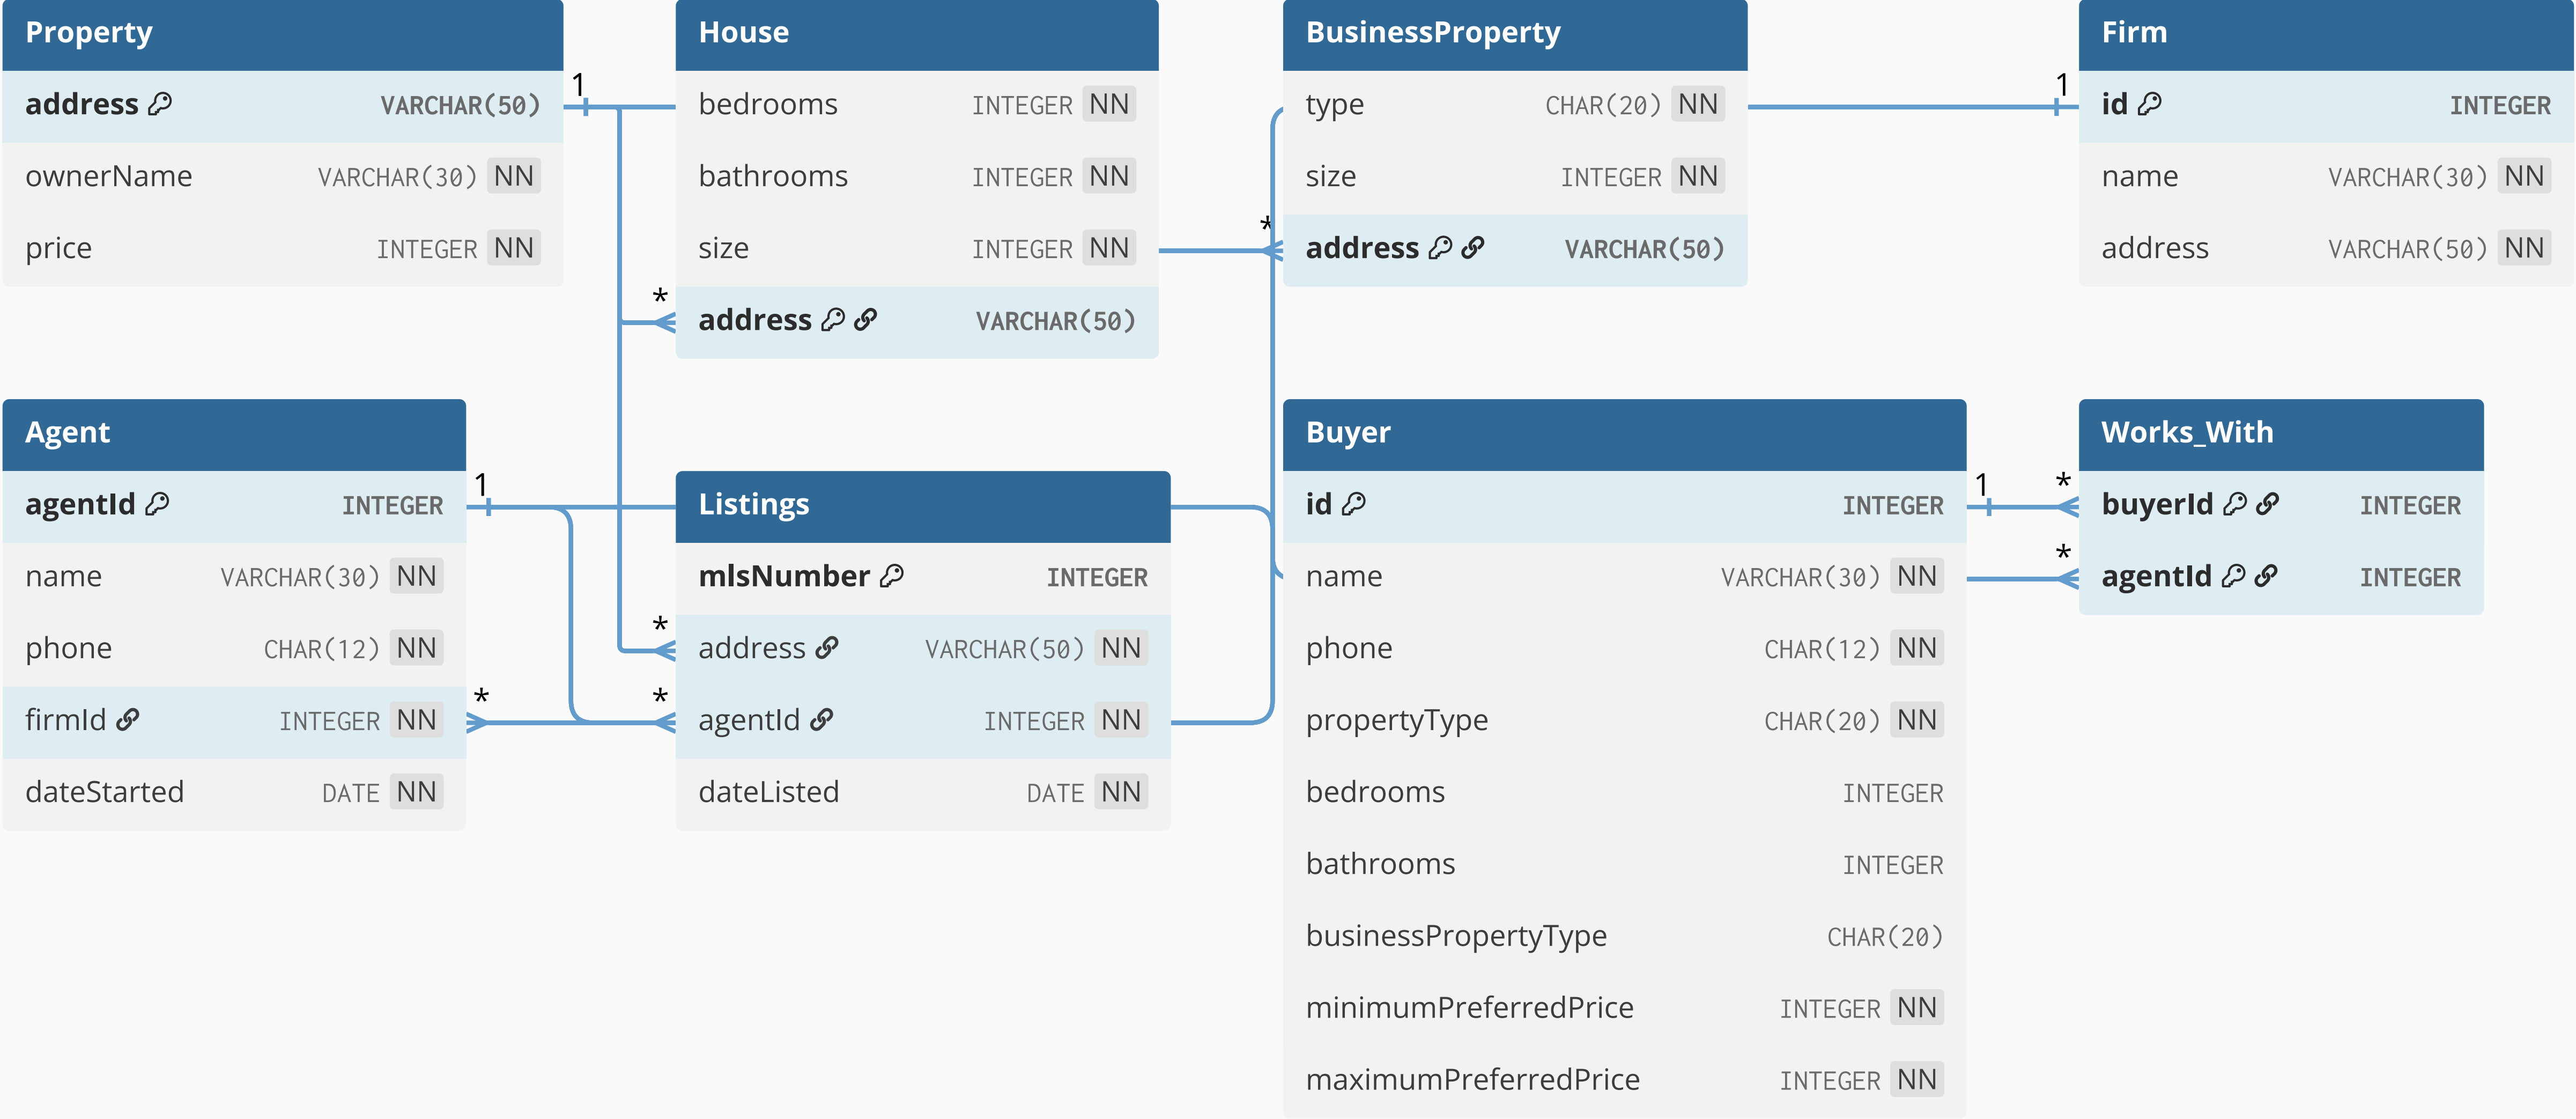 Property
address VARCHAR(50)
ownerName VARCHAR(30) NN
price INTEGER NN
1
House
bedrooms INTEGER NN
bathrooms INTEGER NN
size INTEGER NN
address VARCHAR(50)
*
BusinessProperty
type CHAR(20) NN
size INTEGER NN
address VARCHAR(50)
*
Firm
id INTEGER
name VARCHAR(30) NN
address VARCHAR(50) NN
1
Agent
agentId INTEGER
name VARCHAR(30) NN
phone CHAR(12) NN
firmId INTEGER NN
dateStarted DATE NN
1
*
Listings
mlsNumber INTEGER
address VARCHAR(50) NN
agentId INTEGER NN
dateListed DATE NN
*
*
Buyer
id INTEGER
name VARCHAR(30) NN
phone CHAR(12) NN
propertyType CHAR(20) NN
bedrooms INTEGER
bathrooms INTEGER
businessPropertyType CHAR(20)
minimumPreferredPrice INTEGER NN
maximumPreferredPrice INTEGER NN
1
Works_With
buyerId INTEGER
agentId INTEGER
*
*